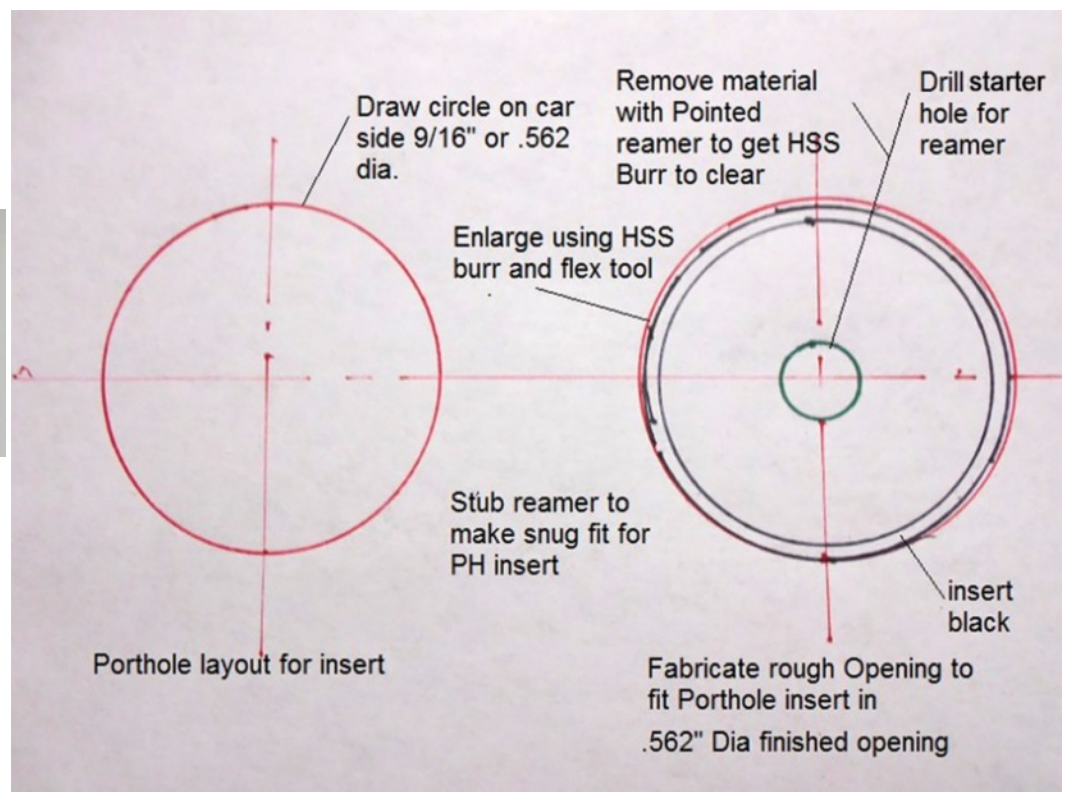 Draw circle on car
side 9/16" or .562
dia.
Remove material
with Pointed
reamer to get HSS
Burr to clear
Drill starter
hole for
reamer
Enlarge using HSS
burr and flex tool
Stub reamer to
make snug fit for
PH insert
insert
black
Porthole layout for insert
Fabricate rough Opening to
fit Porthole insert in
.562" Dia finished opening